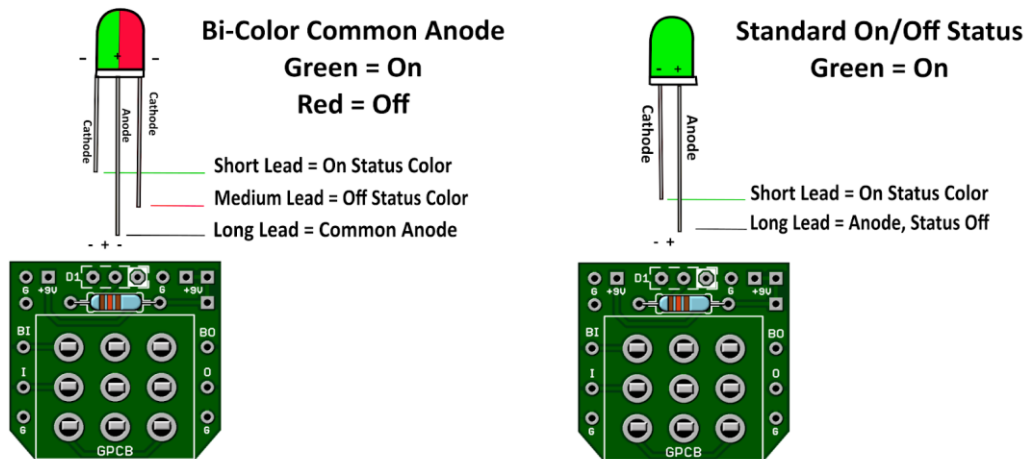 Bi-Color Common Anode
Green = On
Red = Off
- + -
Cathode
Anode
Cathode
Short Lead = On Status Color
Medium Lead = Off Status Color
Long Lead = Common Anode
- + -
D1
G
+9V
G
+9V
BI
BO
I
O
G
G
GPCB
Standard On/Off Status
Green = On
- +
Cathode
Anode
Short Lead = On Status Color
Long Lead = Anode, Status Off
- +
D1
G
+9V
G
+9V
BI
BO
I
O
G
G
GPCB